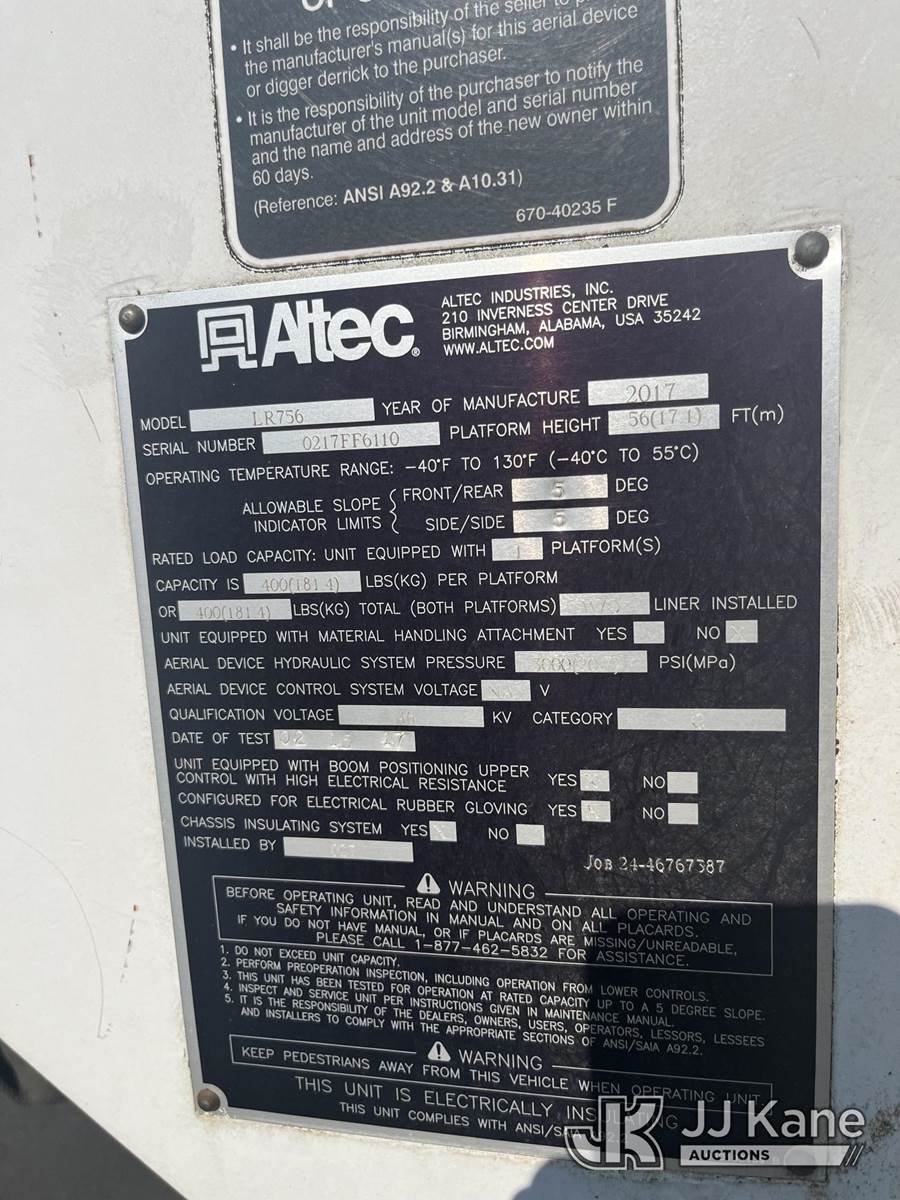 • It shall be the responsibility of the seller to
the manufacturer's manual(s) for this aerial device
or digger derrick to the purchaser.
• It is the responsibility of the purchaser to notify the
manufacturer of the unit model and serial number
and the name and address of the new owner within
60 days.
(Reference: ANSI A92.2 & A10.31)
670-40235 F
Altec®
ALTEC INDUSTRIES, INC.
210 INVERNESS CENTER DRIVE
BIRMINGHAM, ALABAMA, USA 35242
WWW.ALTEC.COM
MODEL LR756 YEAR OF MANUFACTURE 2017
SERIAL NUMBER 0217FF6110 PLATFORM HEIGHT 56(17.1) FT(m)
OPERATING TEMPERATURE RANGE: -40°F TO 130°F (-40°C TO 55°C)
ALLOWABLE SLOPE FRONT/REAR 5 DEG
INDICATOR LIMITS SIDE/SIDE 5 DEG
RATED LOAD CAPACITY: UNIT EQUIPPED WITH 1 PLATFORM(S)
CAPACITY IS 400(181.4) LBS(KG) PER PLATFORM
OR 400(181.4) LBS(KG) TOTAL (BOTH PLATFORMS) LINER INSTALLED
UNIT EQUIPPED WITH MATERIAL HANDLING ATTACHMENT YES NO X
AERIAL DEVICE HYDRAULIC SYSTEM PRESSURE PSI(MPa)
AERIAL DEVICE CONTROL SYSTEM VOLTAGE NA V
QUALIFICATION VOLTAGE KV CATEGORY
DATE OF TEST 02 15 17
UNIT EQUIPPED WITH BOOM POSITIONING UPPER
CONTROL WITH HIGH ELECTRICAL RESISTANCE YES X NO
CONFIGURED FOR ELECTRICAL RUBBER GLOVING YES X NO
CHASSIS INSULATING SYSTEM YES X NO
INSTALLED BY
JOB 24-46767387
WARNING
BEFORE OPERATING UNIT, READ AND UNDERSTAND ALL OPERATING AND
SAFETY INFORMATION IN MANUAL AND ON ALL PLACARDS.
IF YOU DO NOT HAVE MANUAL, OR IF PLACARDS ARE MISSING/UNREADABLE,
PLEASE CALL 1-877-462-5832 FOR ASSISTANCE.
1. DO NOT EXCEED UNIT CAPACITY.
2. PERFORM PREOPERATION INSPECTION, INCLUDING OPERATION FROM LOWER CONTROLS.
3. THIS UNIT HAS BEEN TESTED FOR OPERATION AT RATED CAPACITY UP TO A 5 DEGREE SLOPE.
4. INSPECT AND SERVICE UNIT PER INSTRUCTIONS GIVEN IN MAINTENANCE MANUAL.
5. IT IS THE RESPONSIBILITY OF THE DEALERS, OWNERS, USERS, OPERATORS, LESSORS, LESSEES
AND INSTALLERS TO COMPLY WITH THE APPROPRIATE SECTIONS OF ANSI/SAIA A92.2.
WARNING
KEEP PEDESTRIANS AWAY FROM THIS VEHICLE WHEN OPERATING UNIT.
THIS UNIT IS ELECTRICALLY INSULATING
THIS UNIT COMPLIES WITH ANSI/SAIA A92.2
JK JJ Kane
AUCTIONS